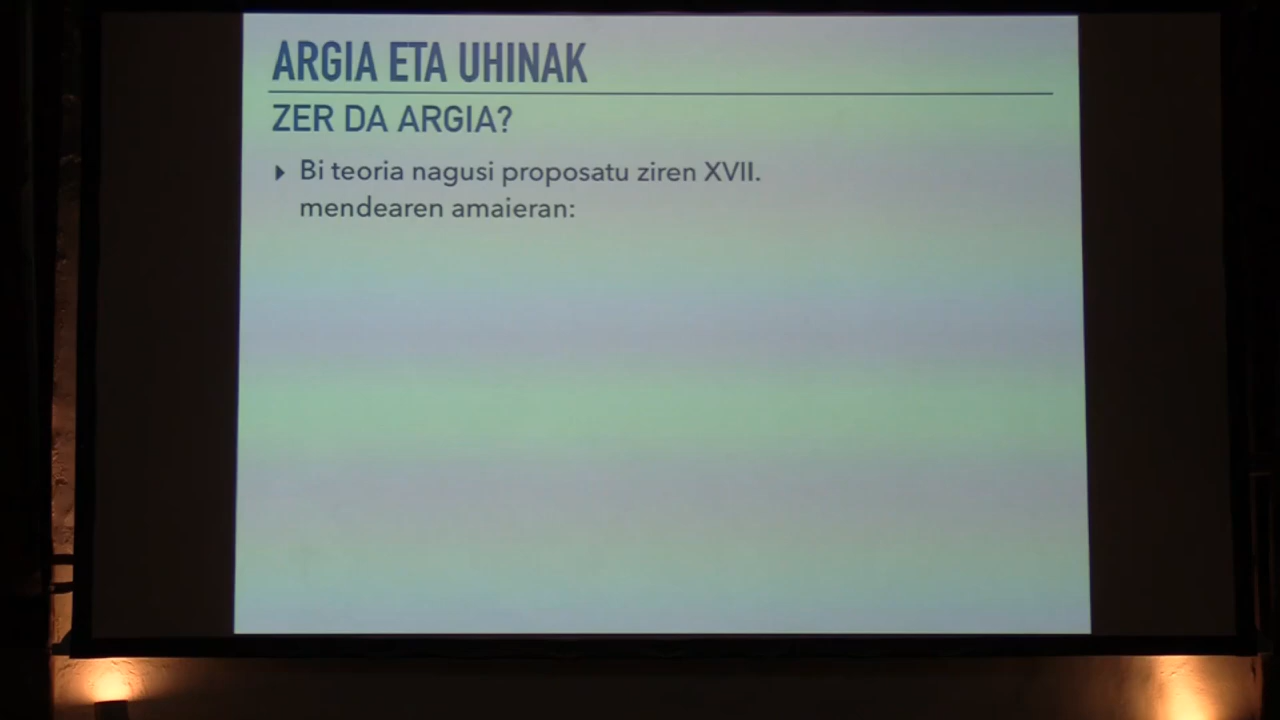 ARGIA ETA UHINAK
ZER DA ARGIA?
Bi teoria nagusi proposatu ziren XVII.
mendearen amaieran: